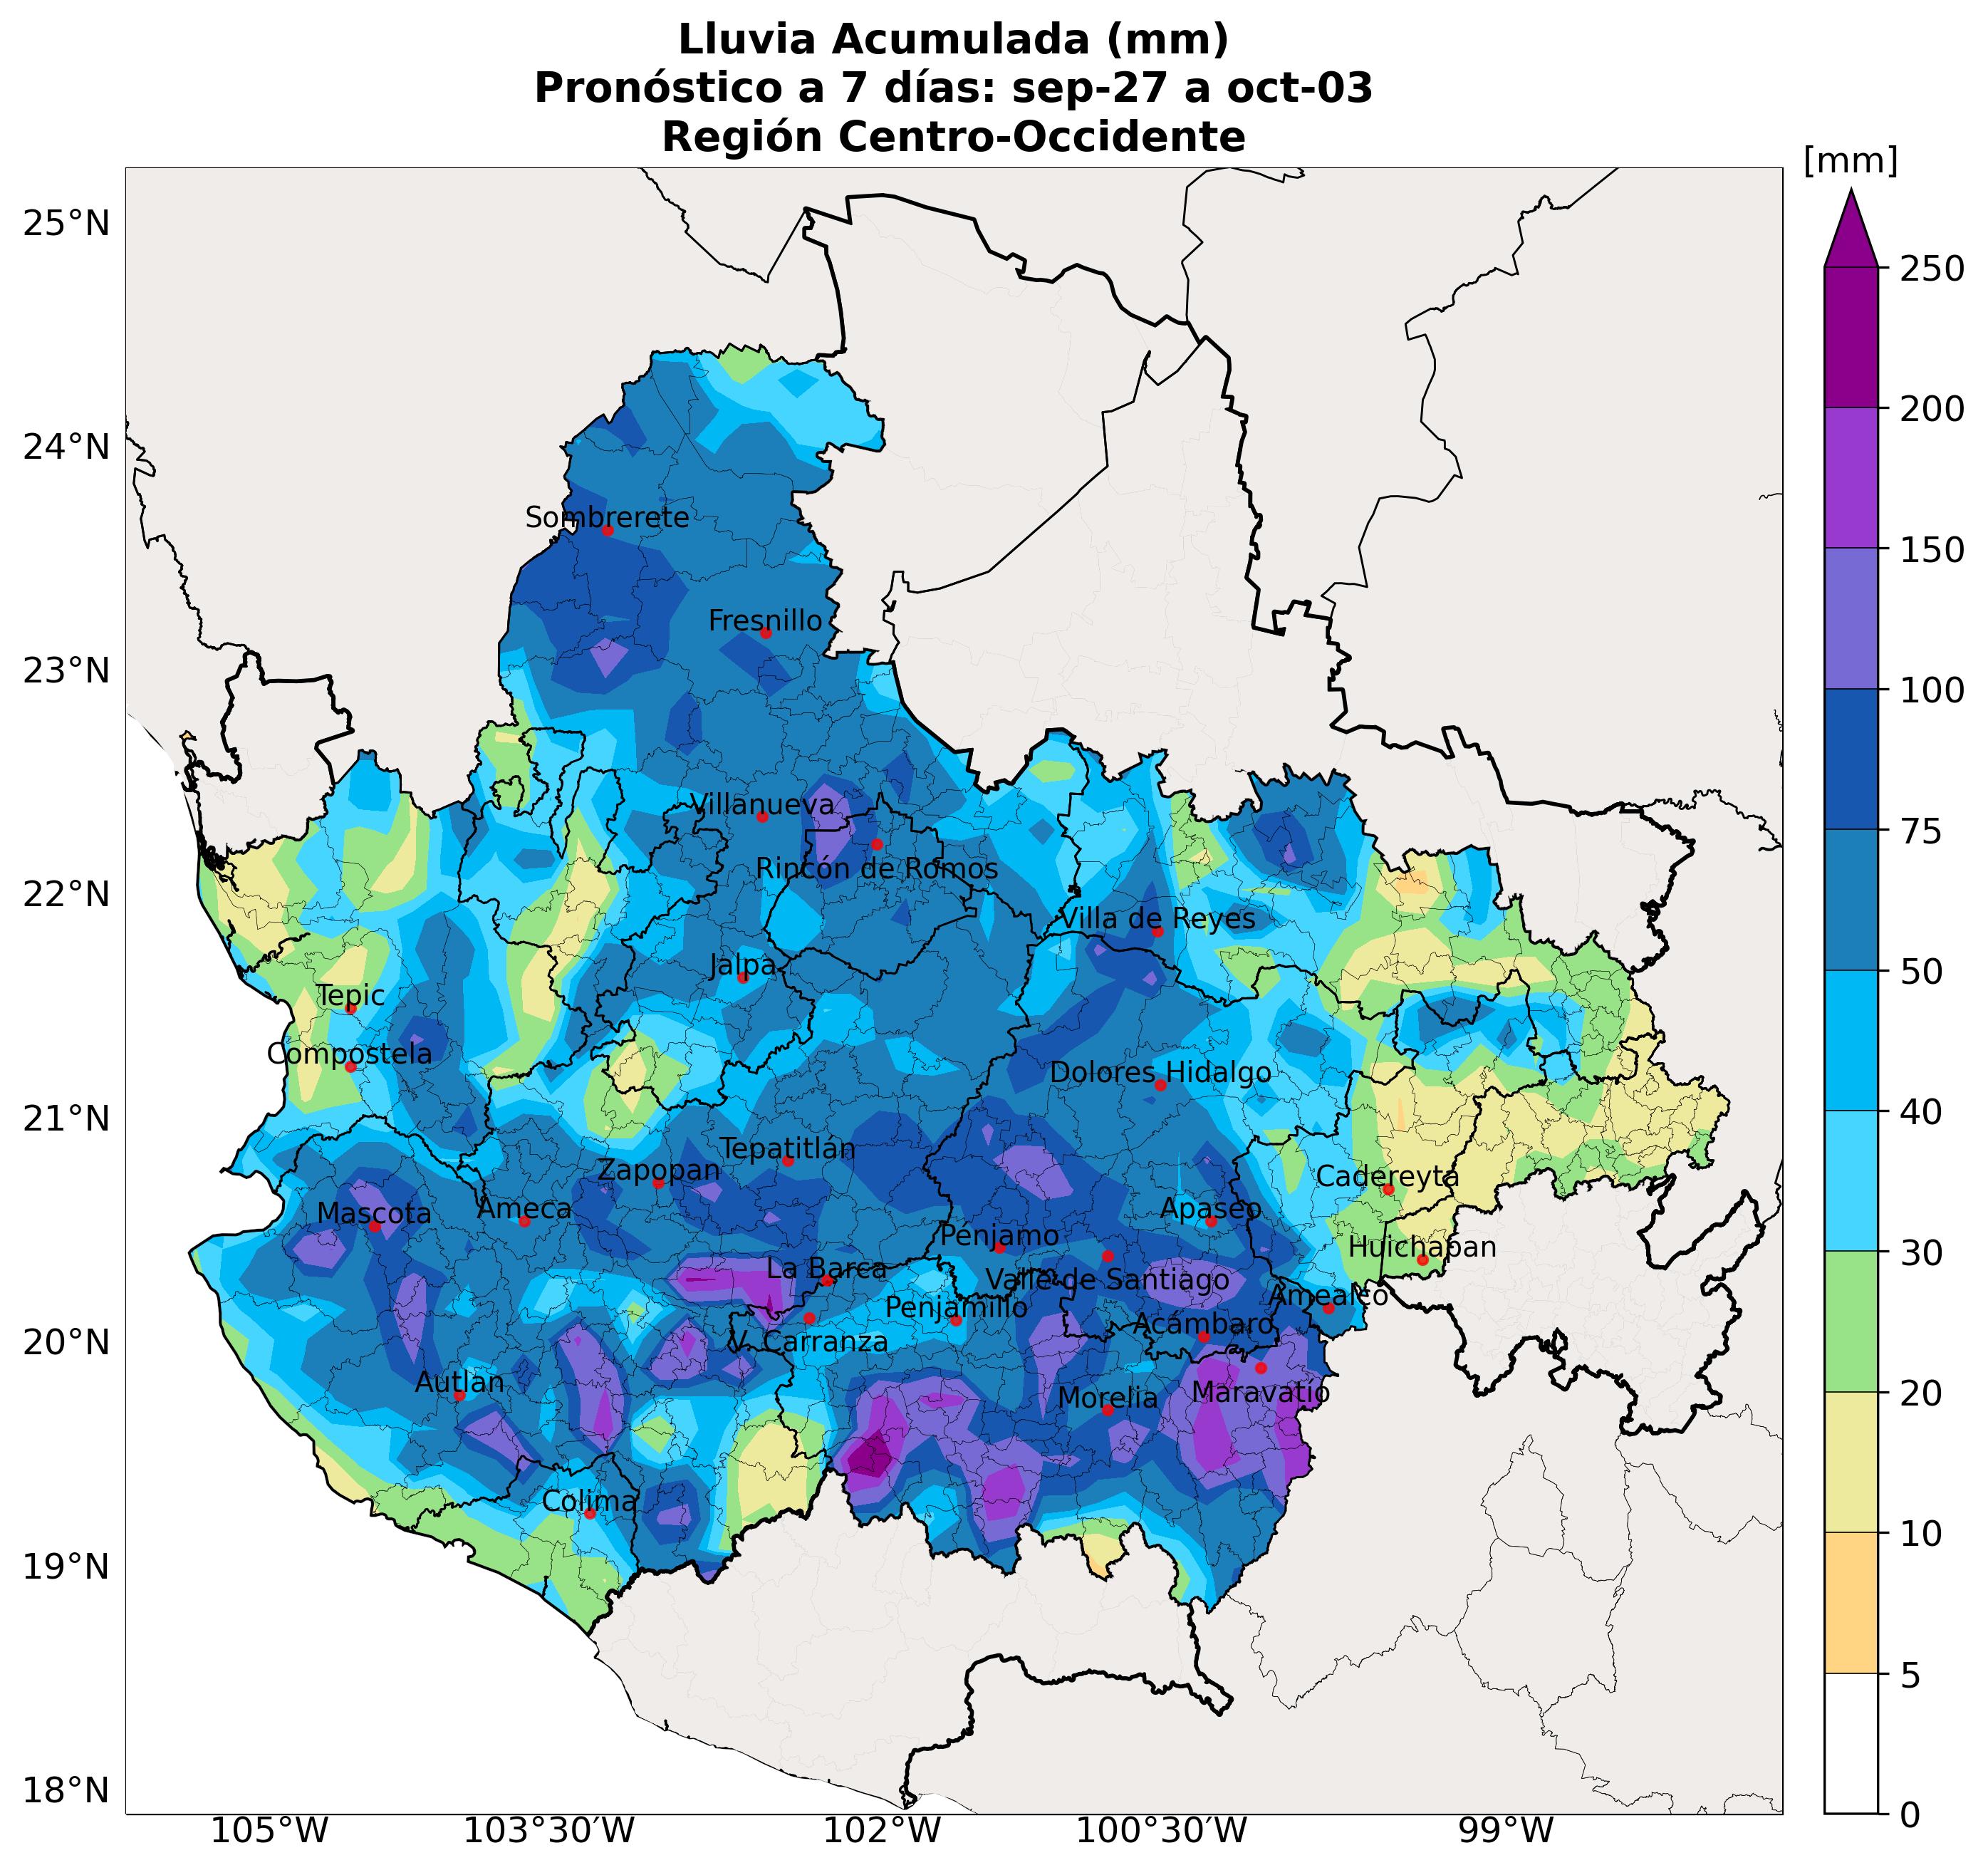 Lluvia Acumulada (mm)
Pronóstico a 7 días: sep-27 a oct-03
Región Centro-Occidente
[mm]
25°N
24°N
23°N
22°N
21°N
20°N
19°N
18°N
Sombrerete
Fresnillo
Villanueva
Rincón de Romos
Villa de Reyes
Jalpa
Tepic
Compostela
Dolores Hidalgo
Tepatitlán
Zapopan
Cadereyta
Mascota
Ameca
Apaseo
Pénjamo
Huichapan
La Barca
Valle de Santiago
Amealco
Penjamillo
Acámbaro
V. Carranza
Autlán
Morelia
Maravatío
Colima
105°W
103°30'W
102°W
100°30'W
99°W
250
200
150
100
75
50
40
30
20
10
5
0